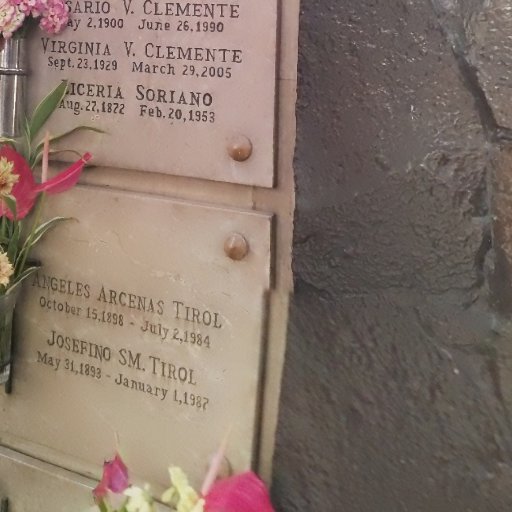 V. CLEMENTE
2,1900 June 26,1990
VIRGINIA V. CLEMENTE
Sept.23,1929 March 29,2005
SORIANO
Aug.27,1872 Feb.20,1953
ANGELES ARCENAS TIROL
October 15,1898 - July 2,1984
JOSEFINO SM. TIROL
May 31,1893 - January 1,1987